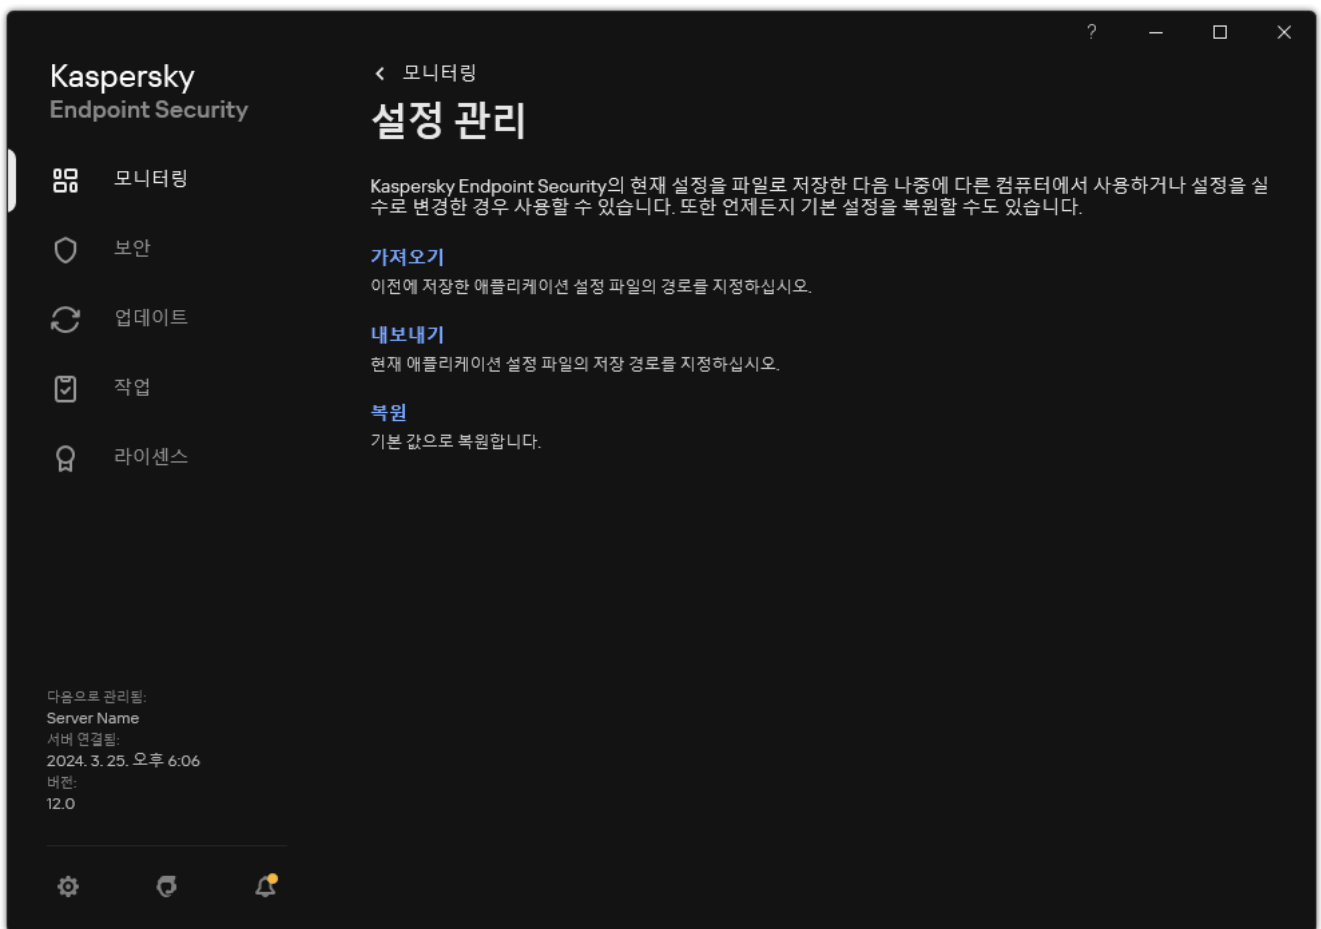 ?
Kaspersky
Endpoint Security
모니터링
보안
업데이트
작업
라이센스
다음으로 관리됨:
Server Name
서버 연결됨:
2024. 3. 25. 오후 6:06
버전:
12.0
모니터링
설정 관리
Kaspersky Endpoint Security의 현재 설정을 파일로 저장한 다음 나중에 다른 컴퓨터에서 사용하거나 설정을 실
수로 변경한 경우 사용할 수 있습니다. 또한 언제든지 기본 설정을 복원할 수도 있습니다.
가져오기
이전에 저장한 애플리케이션 설정 파일의 경로를 지정하십시오.
내보내기
현재 애플리케이션 설정 파일의 저장 경로를 지정하십시오.
복원
기본 값으로 복원합니다.